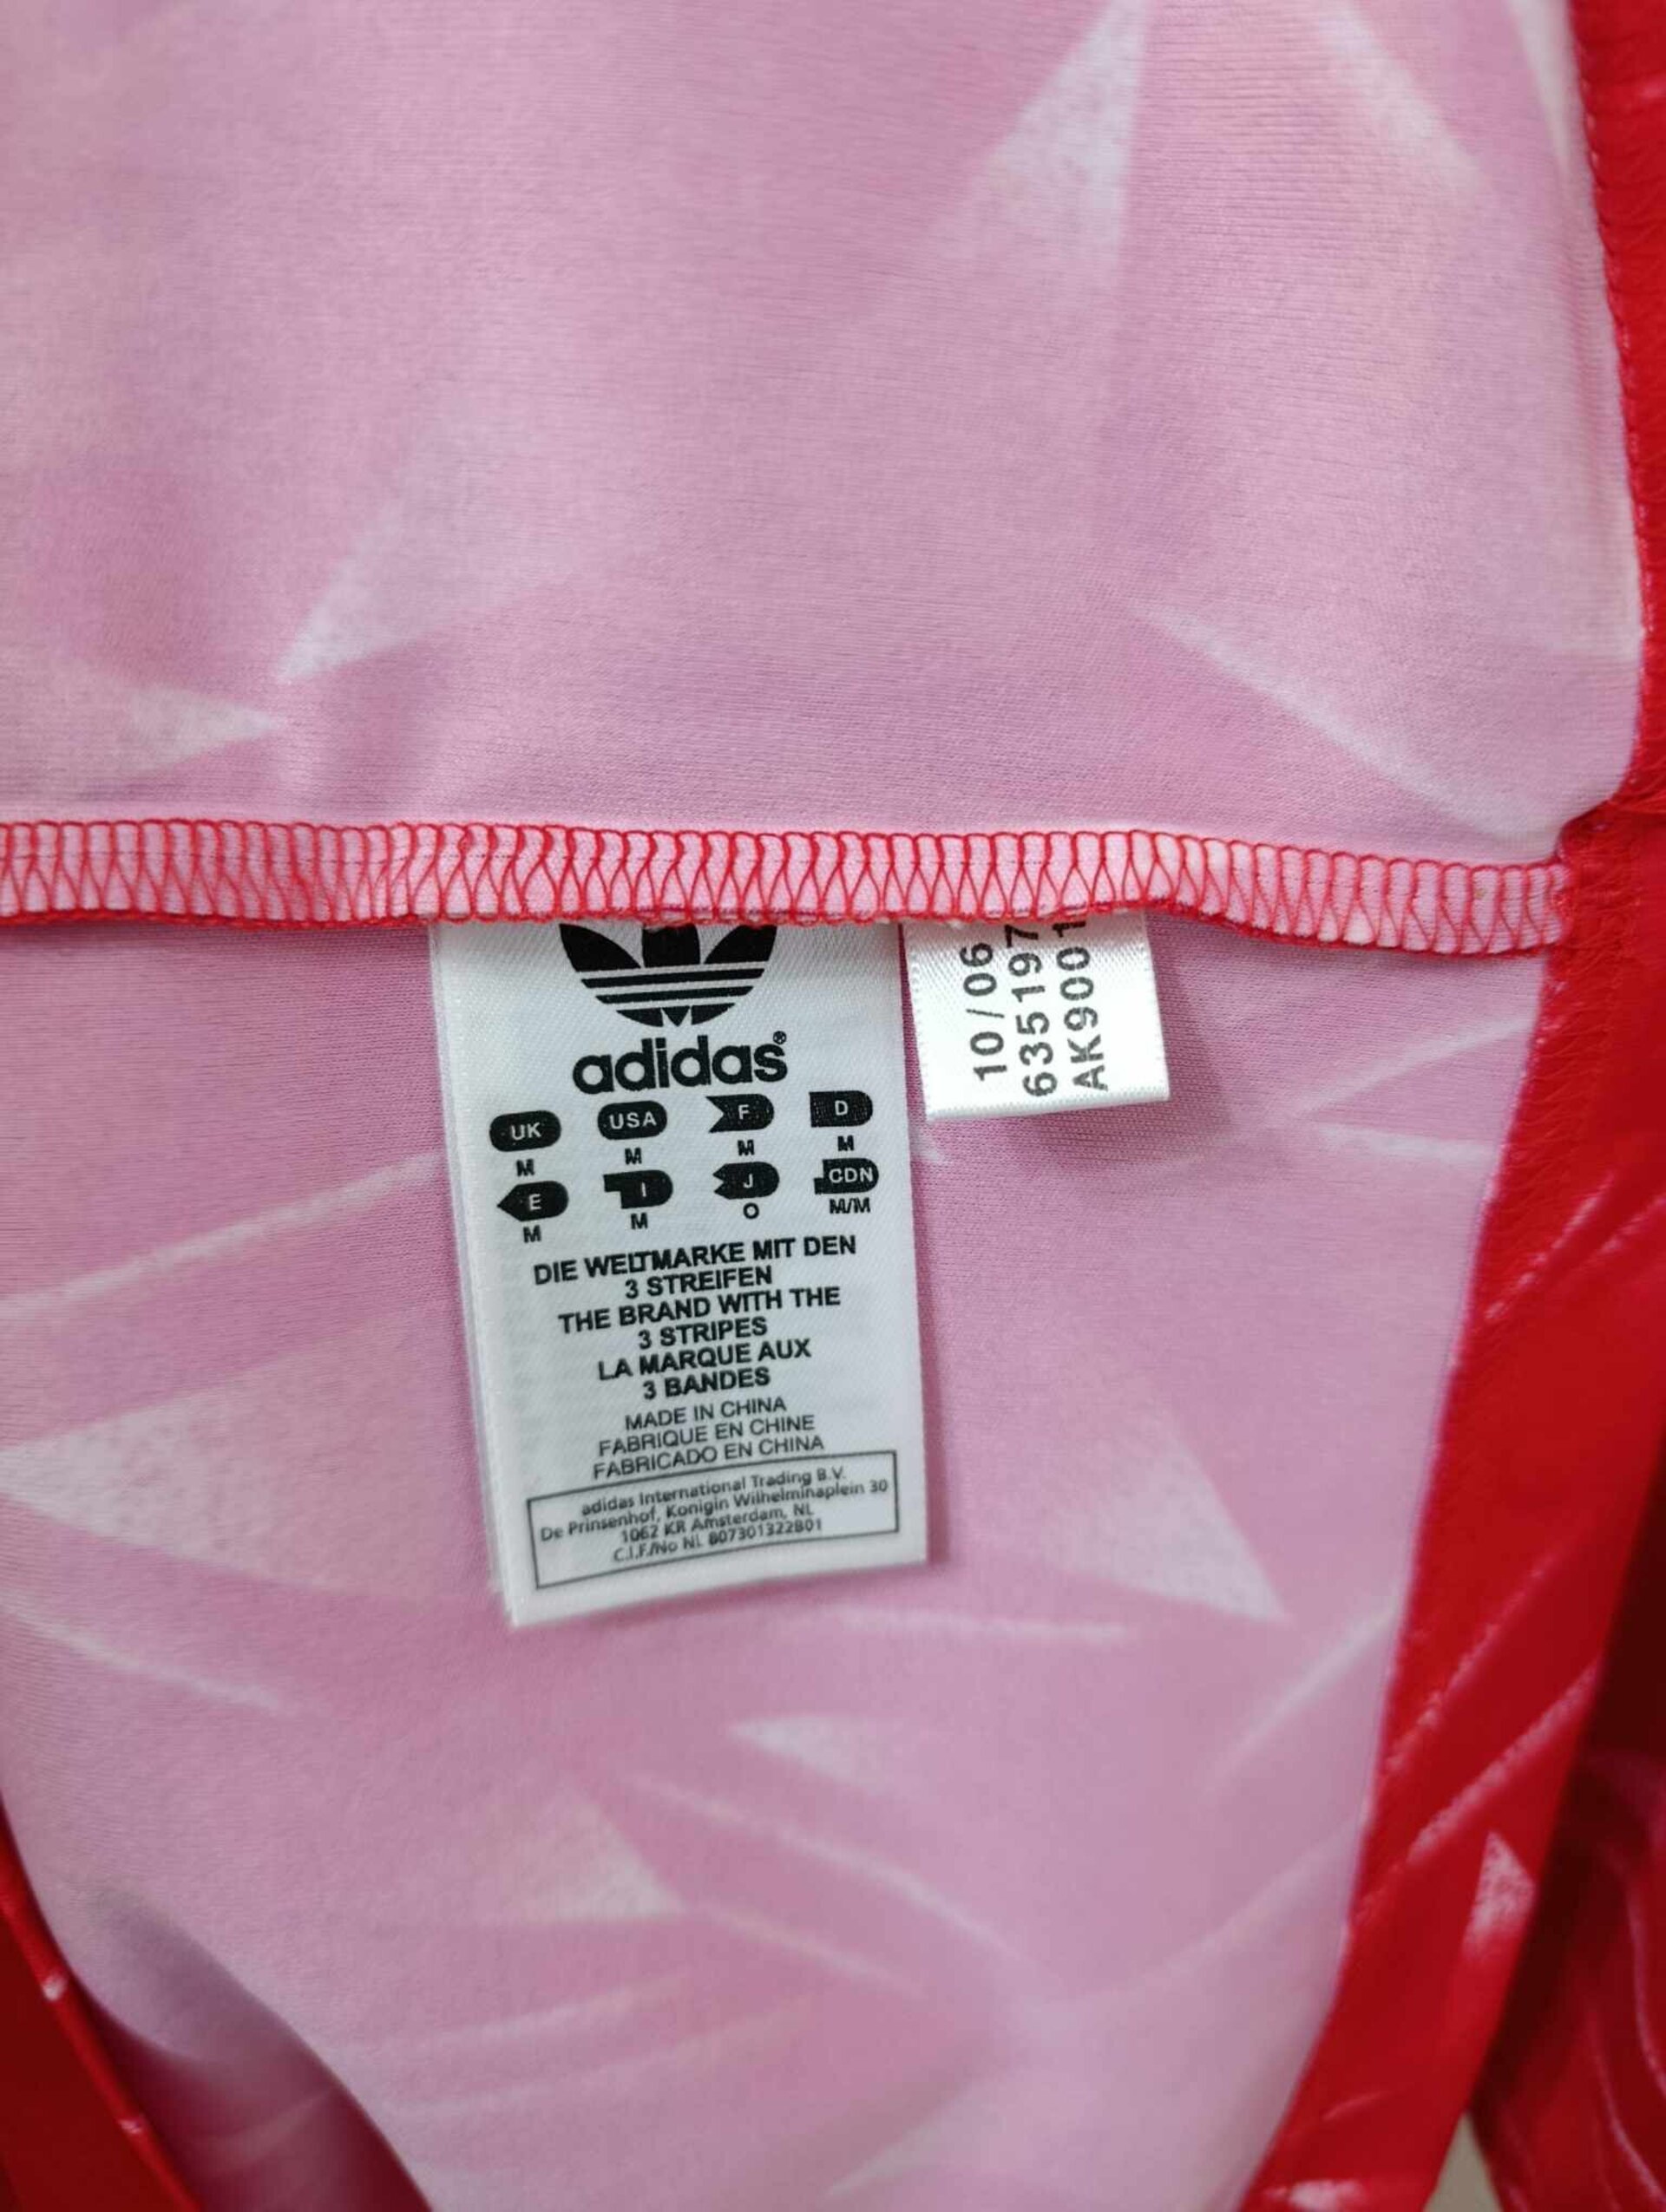 adidas®
UK USA F D
M M M M
E I J CDN
M M O M/M
DIE WELTMARKE MIT DEN
3 STREIFEN
THE BRAND WITH THE
3 STRIPES
LA MARQUE AUX
3 BANDES
MADE IN CHINA
FABRIQUE EN CHINE
FABRICADO EN CHINA
adidas International Trading B.V.
De Prinsenhof, Konigin Wilhelminaplein 30
1062 KR Amsterdam, NL
C.I.F./No NL 807301322B01
10/06
635197
AK9001